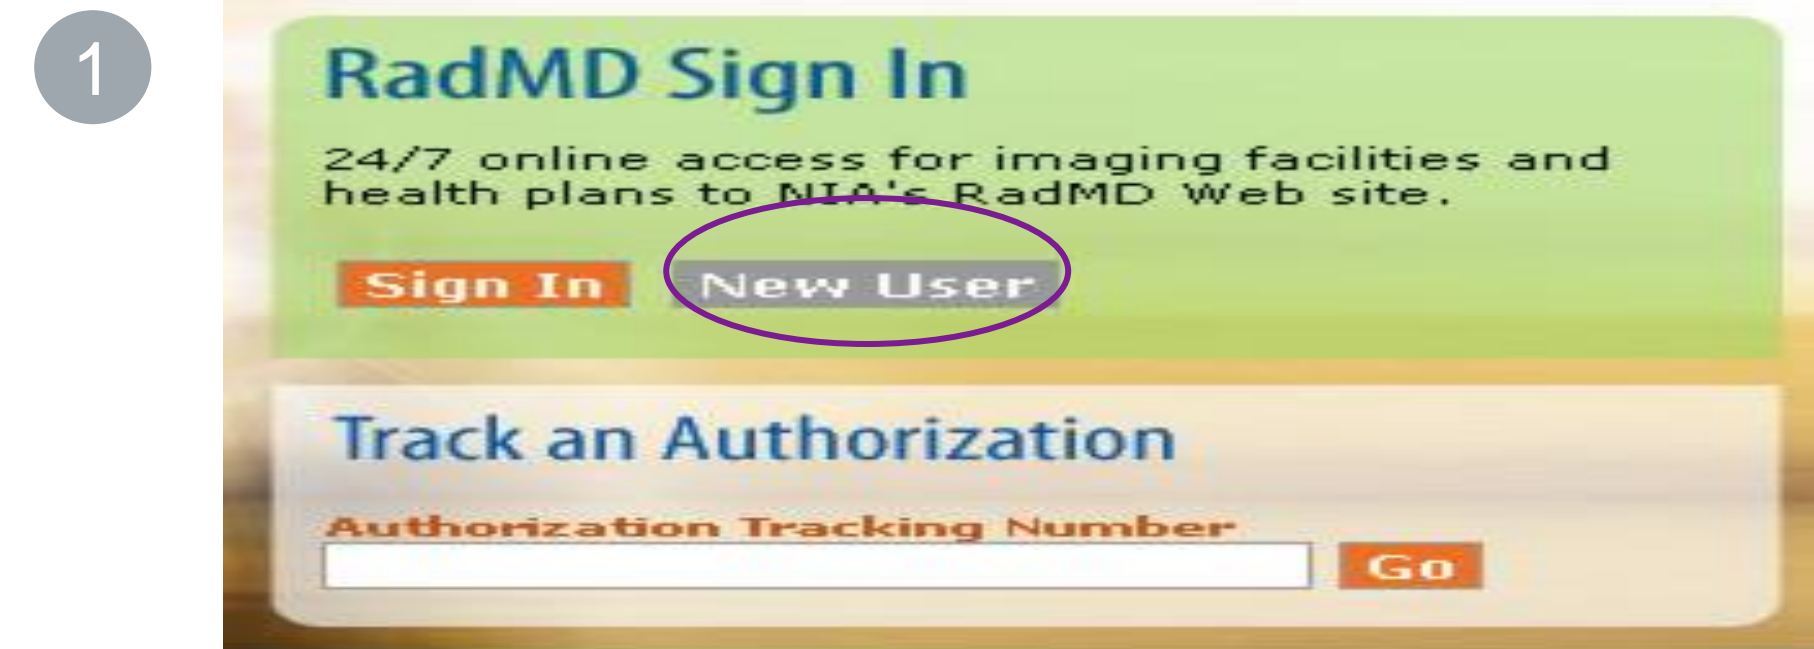 1
RadMD Sign In
24/7 online access for imaging facilities and
health plans to NIA's RadMD Web site.
Sign In New User
Track an Authorization
Authorization Tracking Number
Go